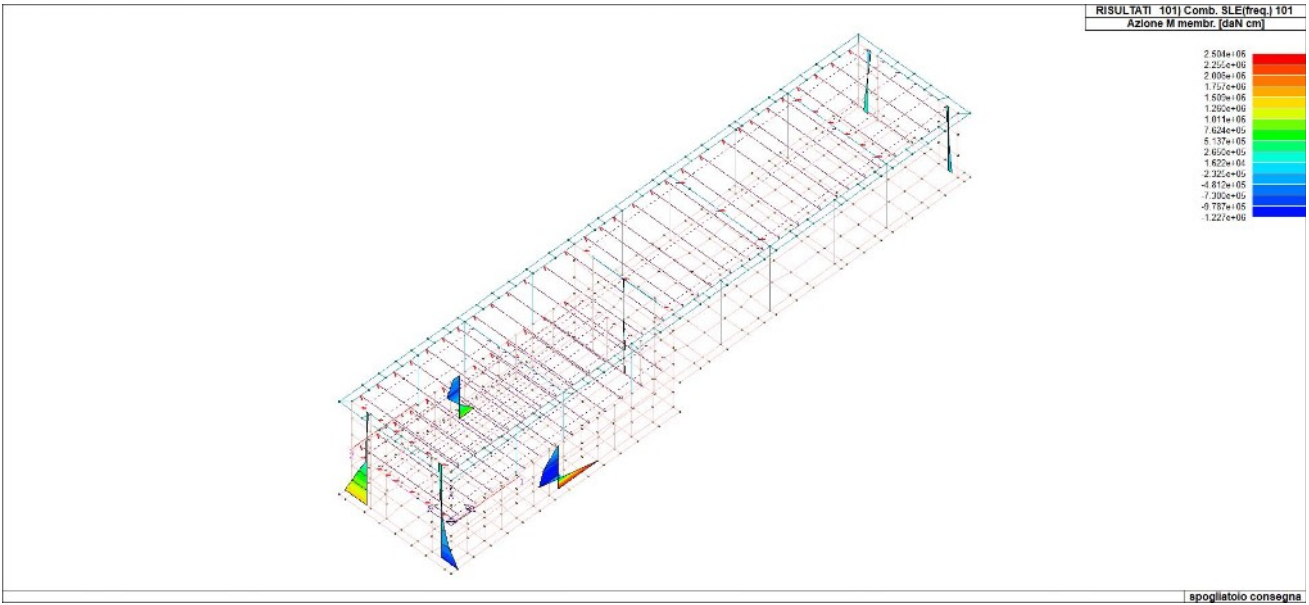 RISULTATI 101) Comb. SLE(freq.) 101
Azione M membr. [daN cm]
2.504e+06
2.255e+06
2.006e+06
1.757e+06
1.509e+06
1.260e+06
1.011e+06
7.624e+05
5.137e+05
2.650e+05
1.622e+04
-2.325e+05
-4.812e+05
-7.300e+05
-9.787e+05
-1.227e+06
spogliatoio consegna